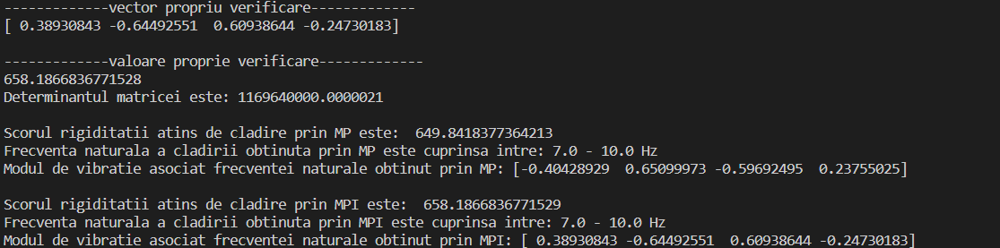 -------------vector propriu verificare-------------
[ 0.38930843 -0.64492551  0.60938644 -0.24730183]
-------------valoare proprie verificare-------------
658.1866836771528
Determinantul matricei este: 1169640000.0000021
Scorul rigiditatii atins de cladire prin MP este:  649.8418377364213
Frecventa naturala a cladirii obtinuta prin MP este cuprinsa intre: 7.0 - 10.0 Hz
Modul de vibratie asociat frecventei naturale obtinut prin MP: [-0.40428929  0.65099973 -0.59692495  0.23755025]
Scorul rigiditatii atins de cladire prin MPI este:  658.1866836771529
Frecventa naturala a cladirii obtinuta prin MPI este cuprinsa intre: 7.0 - 10.0 Hz
Modul de vibratie asociat frecventei naturale obtinut prin MPI: [ 0.38930843 -0.64492551  0.60938644 -0.24730183]